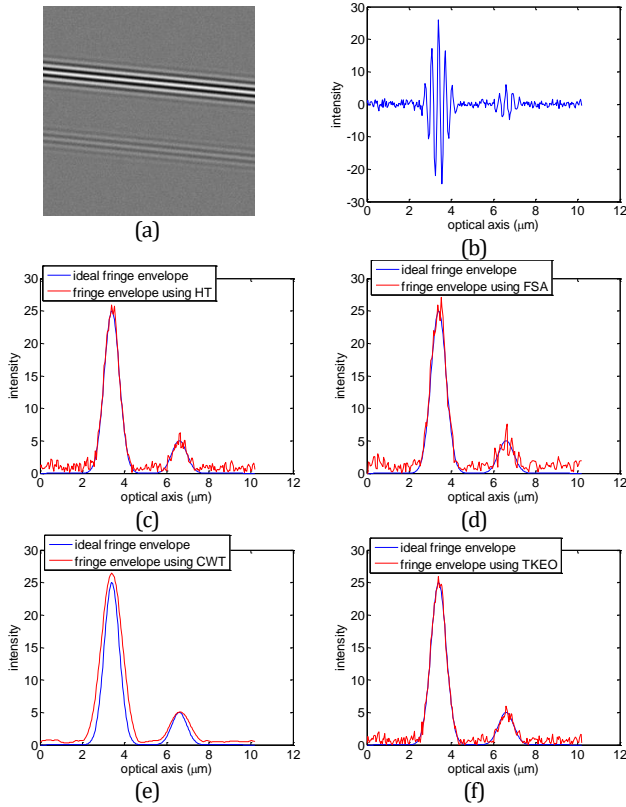 (a)
30
20
10
0
-10
-20
-30
intensity
0 2 4 6 8 10 12
optical axis (μm)
(b)
ideal fringe envelope
fringe envelope using HT
30
25
20
15
10
5
0
intensity
0 2 4 6 8 10 12
optical axis (μm)
(c)
ideal fringe envelope
fringe envelope using FSA
30
25
20
15
10
5
0
intensity
0 2 4 6 8 10 12
optical axis (μm)
(d)
ideal fringe envelope
fringe envelope using CWT
30
25
20
15
10
5
0
intensity
0 2 4 6 8 10 12
optical axis (μm)
(e)
ideal fringe envelope
fringe envelope using TKEO
30
25
20
15
10
5
0
intensity
0 2 4 6 8 10 12
optical axis (μm)
(f)